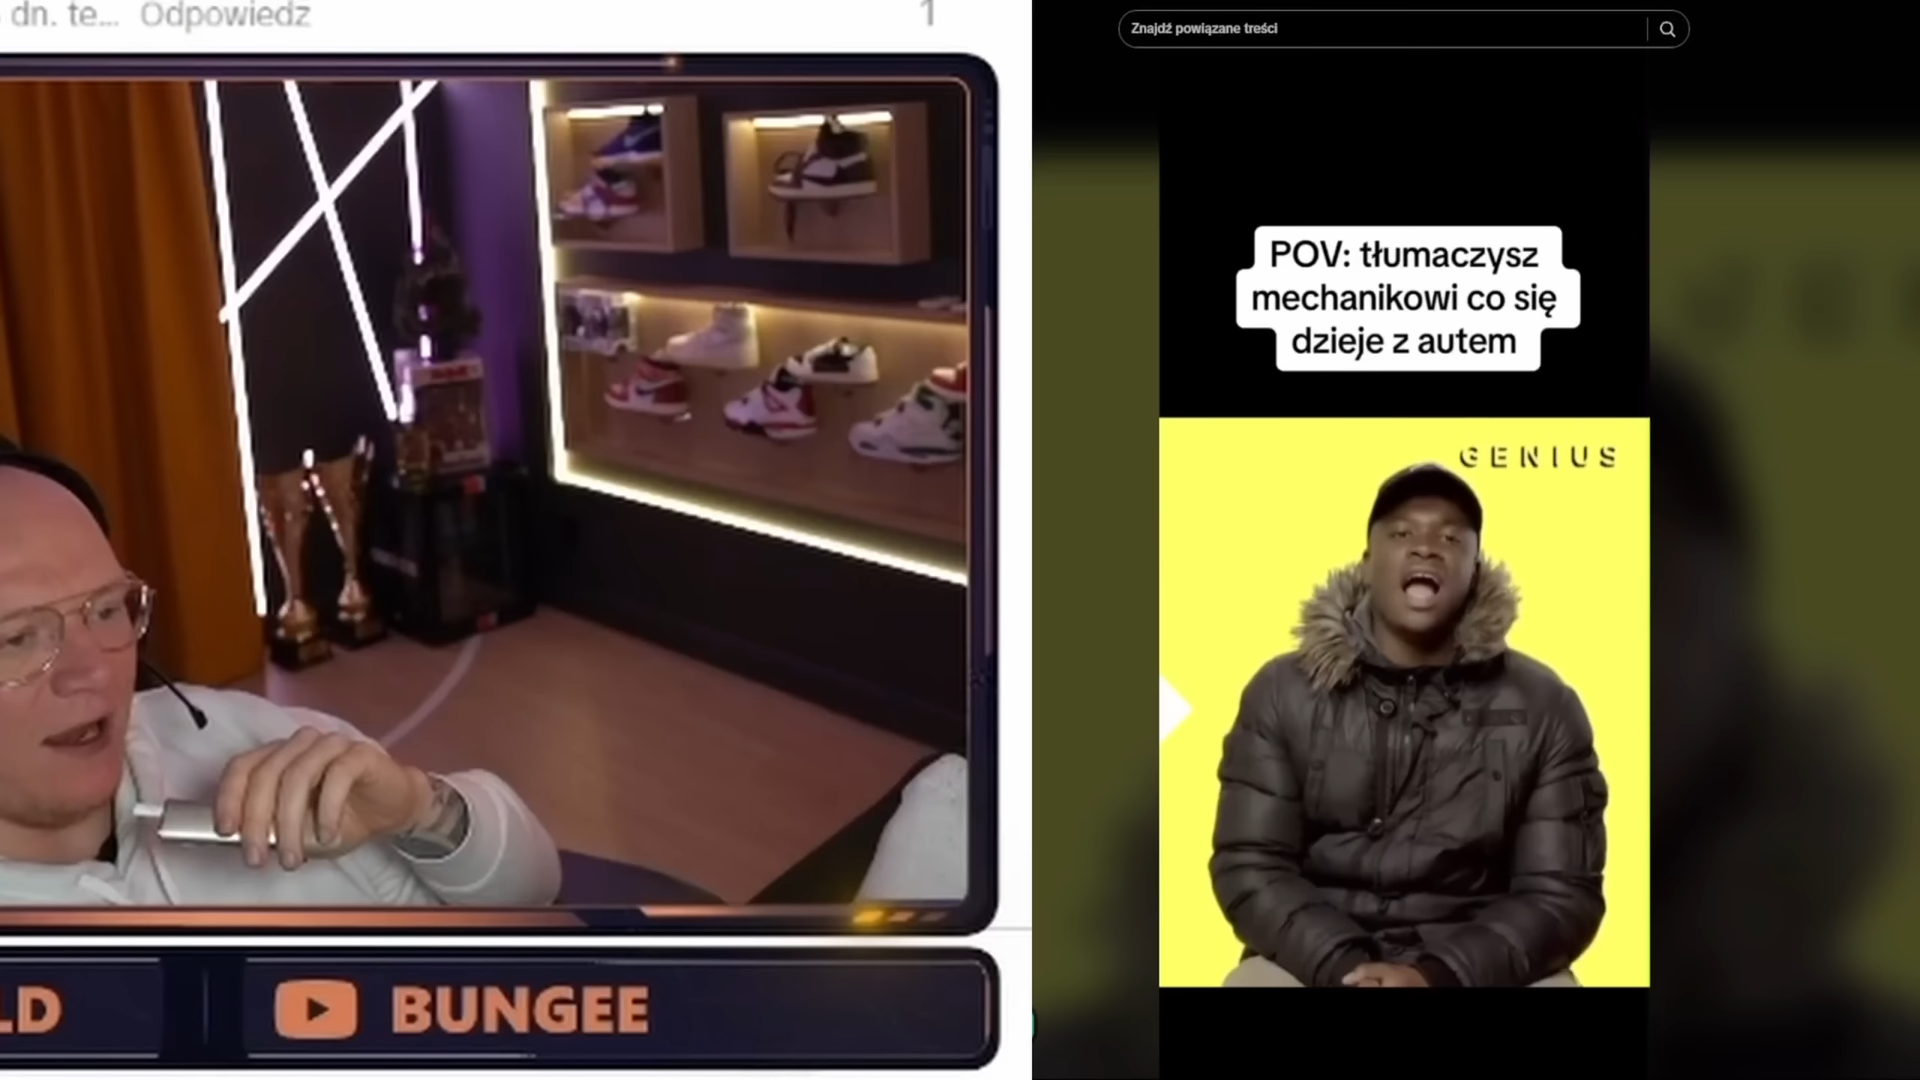 dn. te... Odpowiedz 1
LD
BUNGEE
Znajdź powiązane treści
POV: tłumaczysz
mechanikowi co się
dzieje z autem
GENIUS